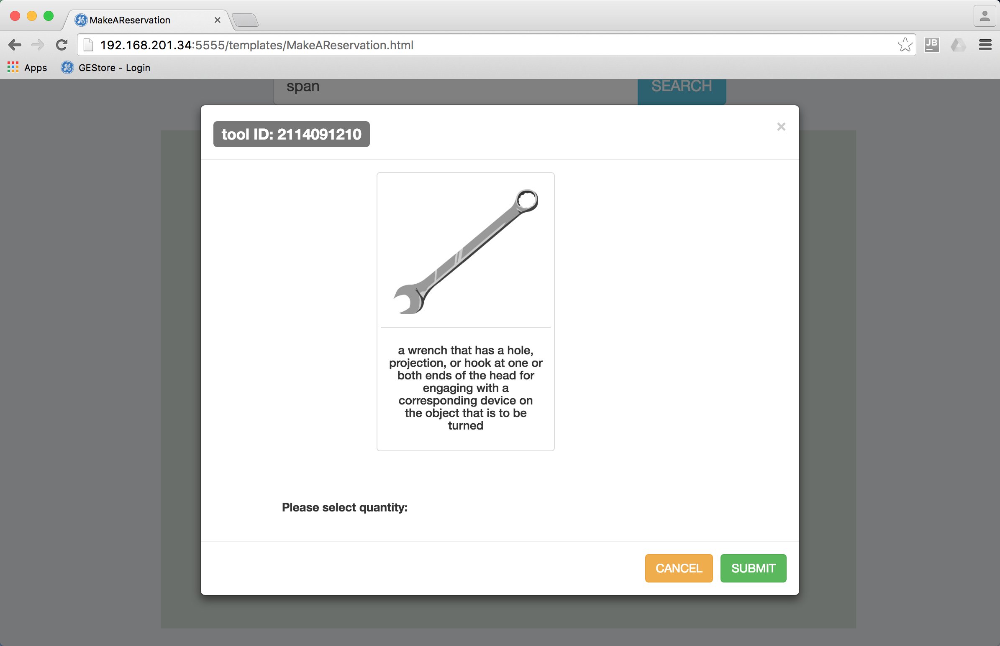 MakeAReservation
192.168.201.34:5555/templates/MakeAReservation.html
JB
Apps
GEStore - Login
span
SEARCH
tool ID: 2114091210
×
a wrench that has a hole,
projection, or hook at one or
both ends of the head for
engaging with a
corresponding device on
the object that is to be
turned
Please select quantity:
CANCEL
SUBMIT